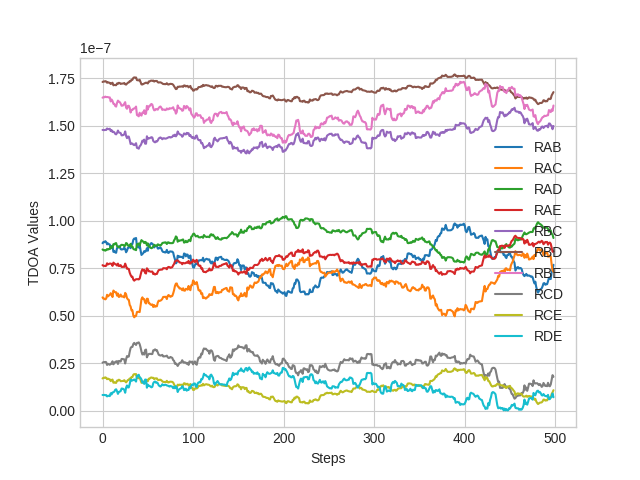 1e−7
1.75
1.50
1.25
1.00
0.75
0.50
0.25
0.00
TDOA Values
0
100
200
300
400
500
Steps
RAB
RAC
RAD
RAE
RBC
RBD
RBE
RCD
RCE
RDE